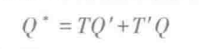 Q* = TQ' + T'Q